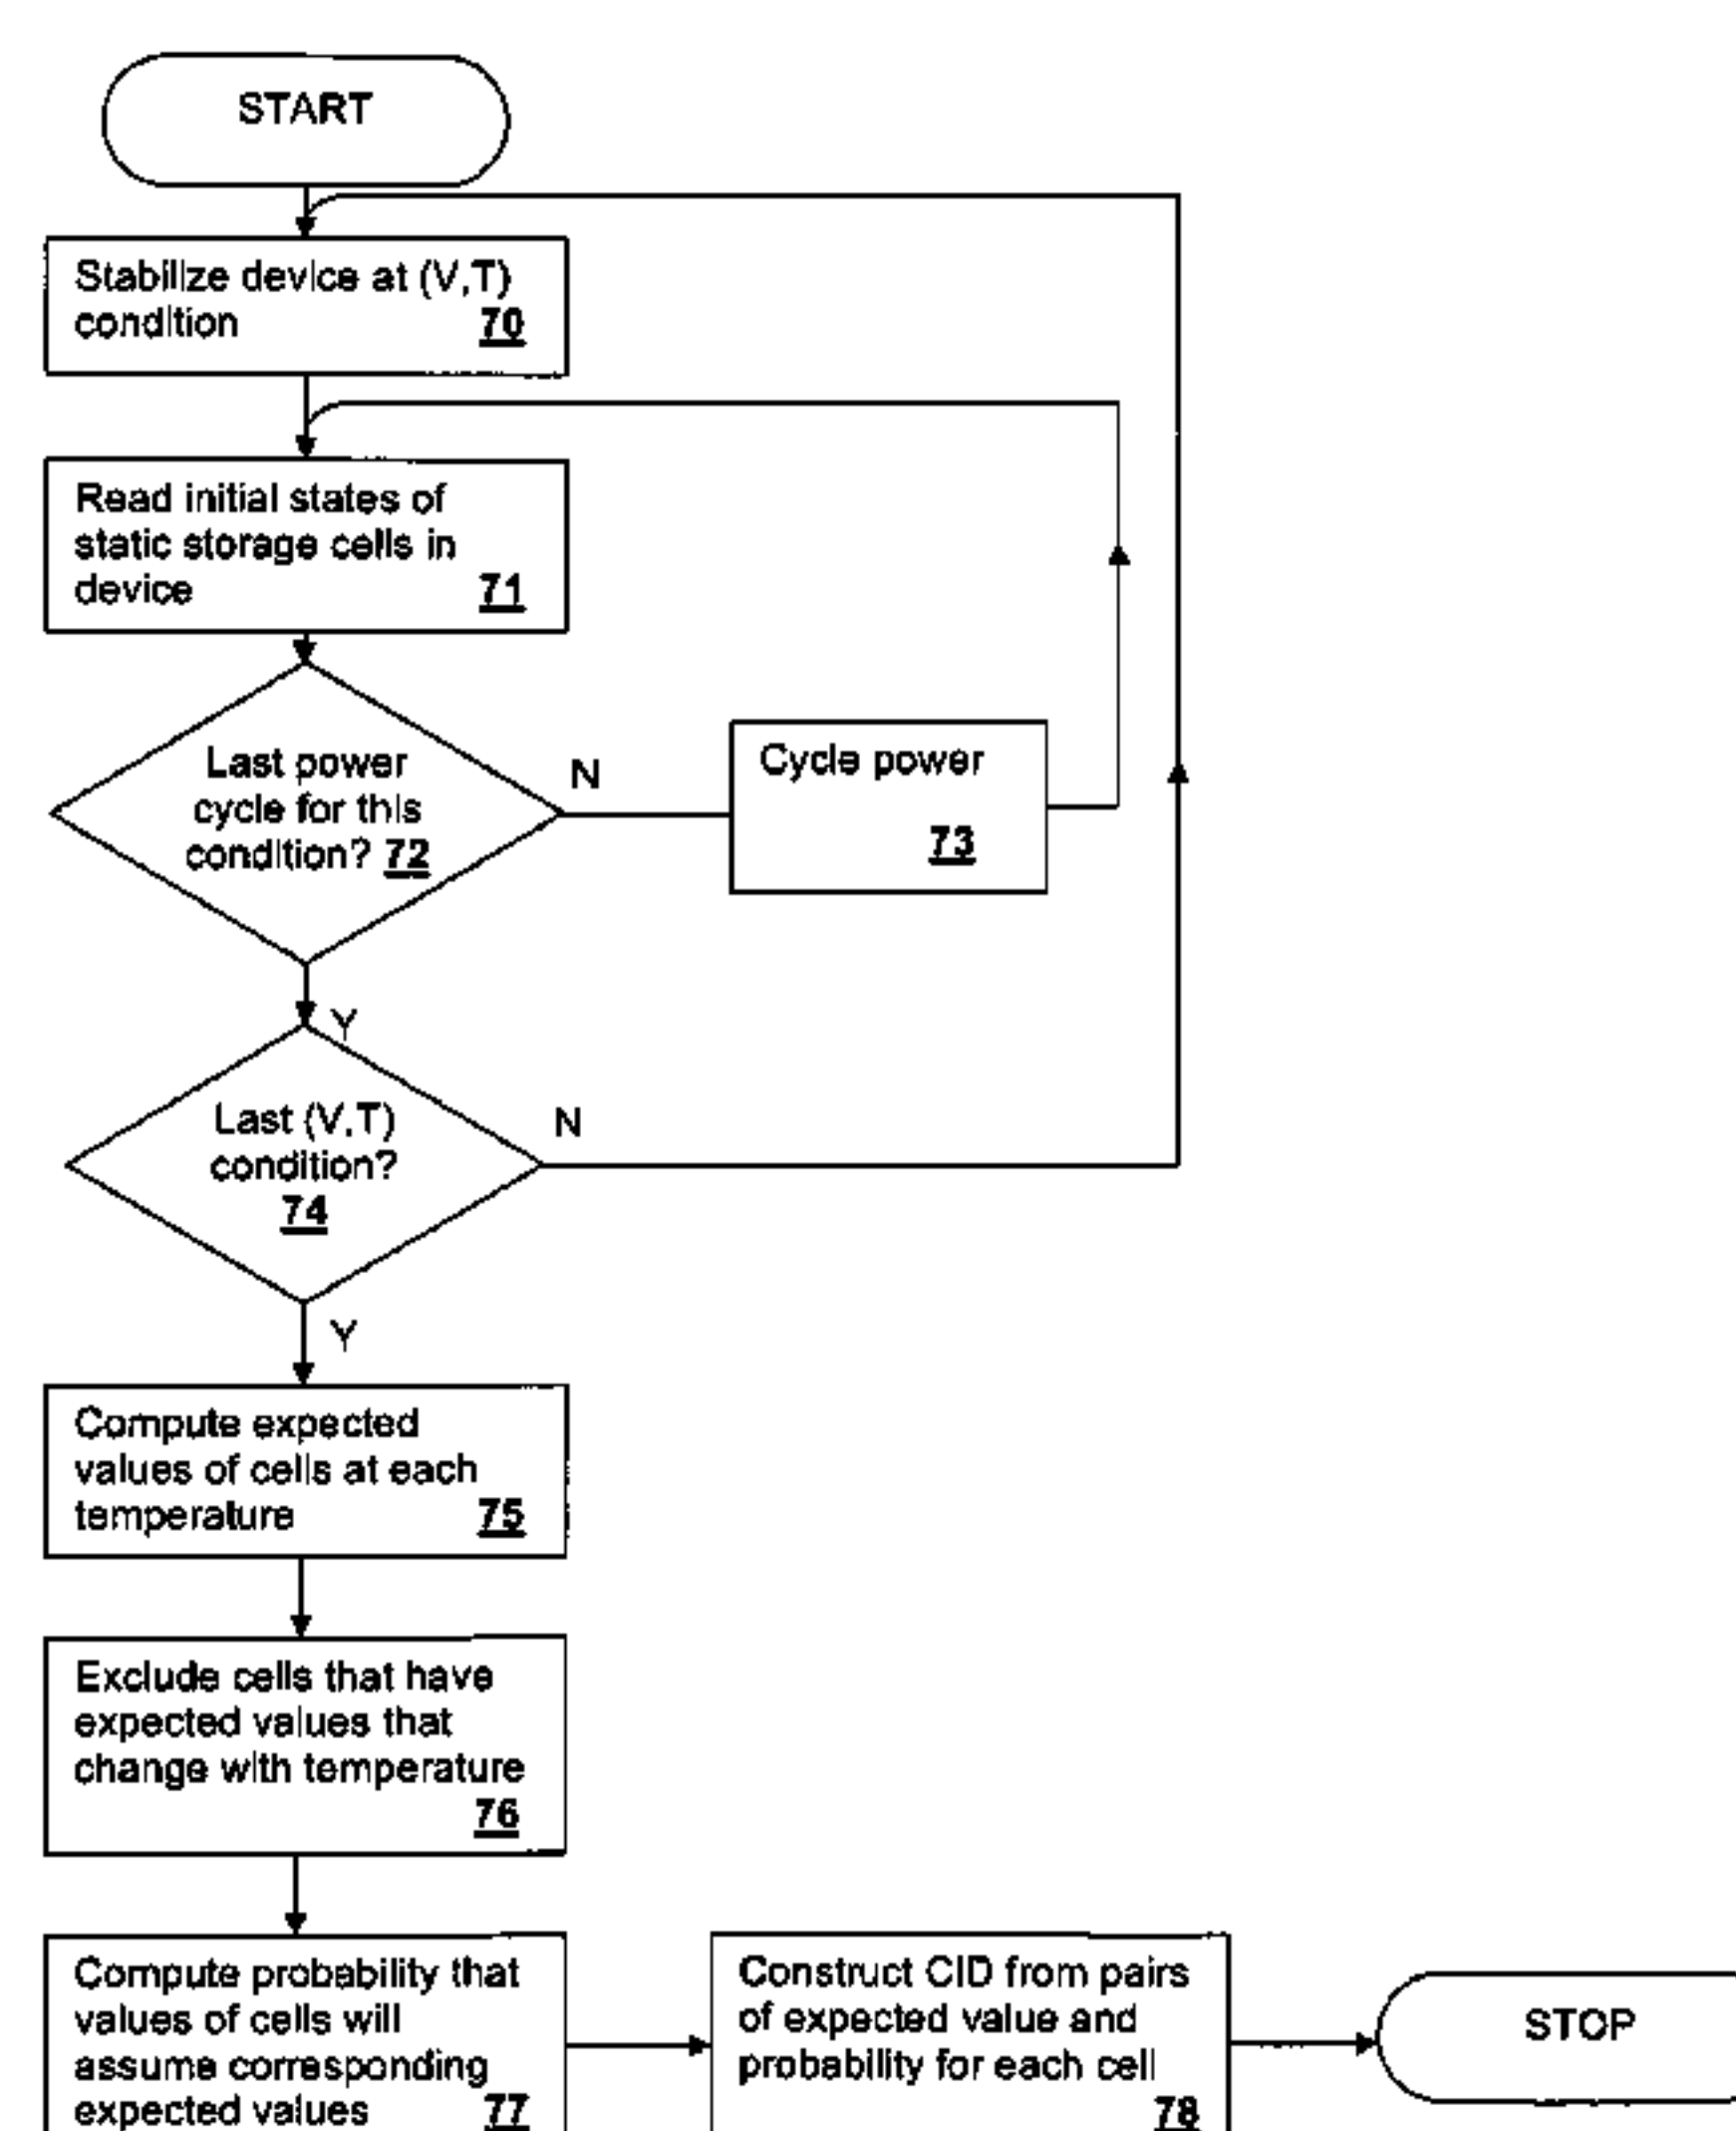 START
Stabilize device at (V,T)
condition 70
Read initial states of
static storage cells in
device 71
Last power
cycle for this
condition? 72
N
Cycle power
73
Y
Last (V,T)
condition?
74
N
Y
Compute expected
values of cells at each
temperature 75
Exclude cells that have
expected values that
change with temperature
76
Compute probability that
values of cells will
assume corresponding
expected values 77
Construct CID from pairs
of expected value and
probability for each cell
78
STOP